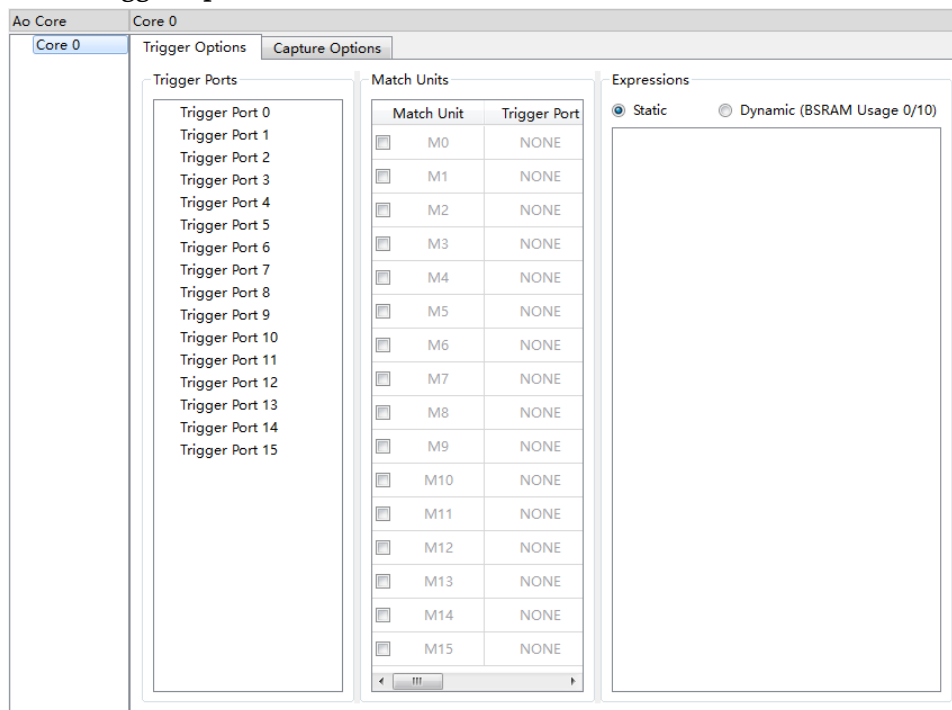 Ao Core
Core 0
Core 0
Trigger Options
Capture Options
Trigger Ports
Trigger Port 0
Trigger Port 1
Trigger Port 2
Trigger Port 3
Trigger Port 4
Trigger Port 5
Trigger Port 6
Trigger Port 7
Trigger Port 8
Trigger Port 9
Trigger Port 10
Trigger Port 11
Trigger Port 12
Trigger Port 13
Trigger Port 14
Trigger Port 15
Match Units
Match Unit Trigger Port
M0 NONE
M1 NONE
M2 NONE
M3 NONE
M4 NONE
M5 NONE
M6 NONE
M7 NONE
M8 NONE
M9 NONE
M10 NONE
M11 NONE
M12 NONE
M13 NONE
M14 NONE
M15 NONE
Expressions
Static Dynamic (BSRAM Usage 0/10)